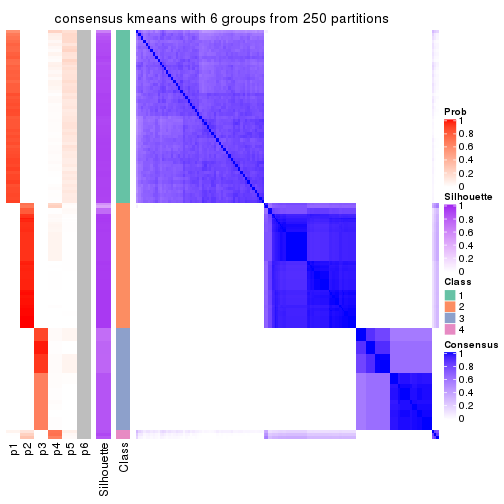 consensus kmeans with 6 groups from 250 partitions
Prob
1
0.8
0.6
0.4
0.2
0
Silhouette
1
0.8
0.6
0.4
0.2
0
Class
1
2
3
4
Consensus
1
0.8
0.6
0.4
0.2
0
p1
p2
p3
p4
p5
p6
Silhouette
Class